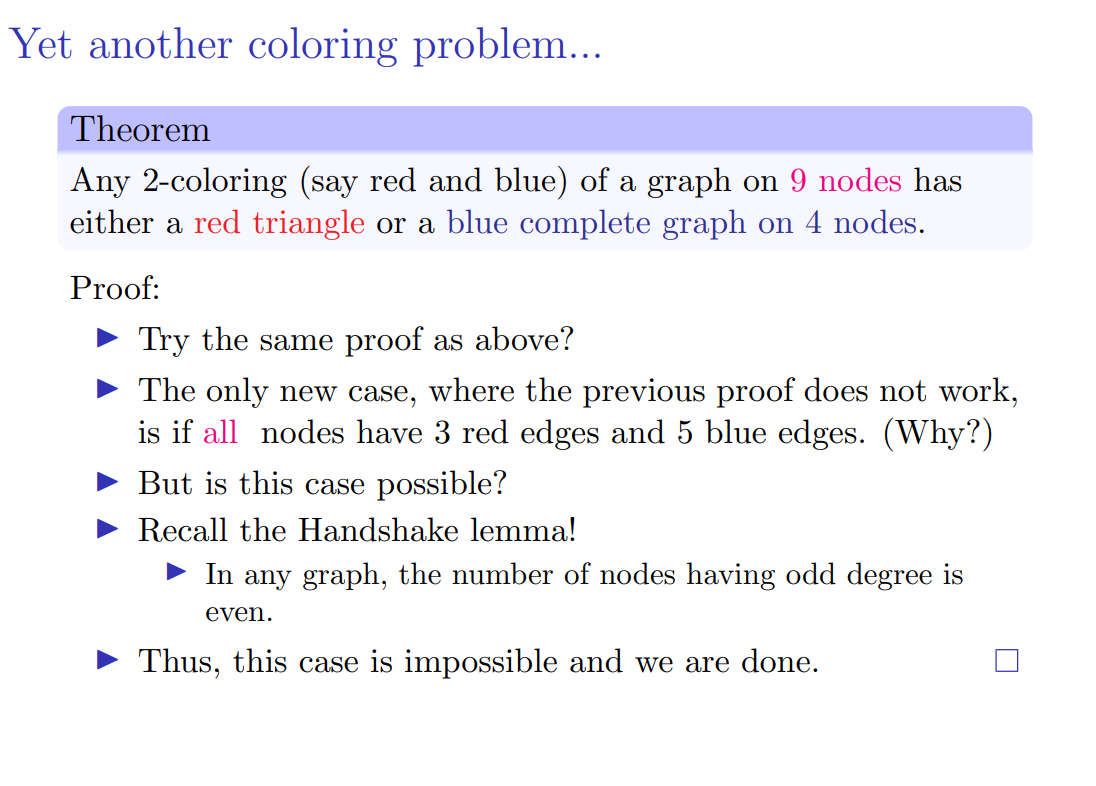 Yet another coloring problem...
Theorem
Any 2-coloring (say red and blue) of a graph on 9 nodes has
either a red triangle or a blue complete graph on 4 nodes.
Proof:
▶ Try the same proof as above?
▶ The only new case, where the previous proof does not work,
is if all nodes have 3 red edges and 5 blue edges. (Why?)
▶ But is this case possible?
▶ Recall the Handshake lemma!
▶ In any graph, the number of nodes having odd degree is
even.
▶ Thus, this case is impossible and we are done. □